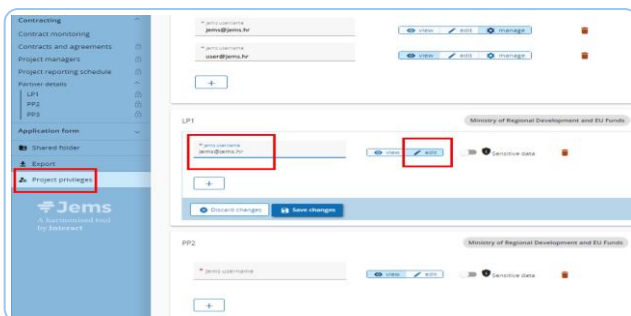 Contracting
Contract monitoring
Contracts and agreements
Project managers
Project reporting schedule
Partner details
LP1
PP2
PP3
Application form
Shared folder
Export
Project privileges
Jems
A harmonised tool
by Interact
* Jems username
jems@jems.hr
view edit manage
* Jems username
user@jems.hr
view edit manage
+
LP1 Ministry of Regional Development and EU Funds
* Jems username
jems@jems.hr
view edit Sensitive data
+
Discard changes Save changes
PP2 Ministry of Regional Development and EU Funds
* Jems username
view edit Sensitive data
+